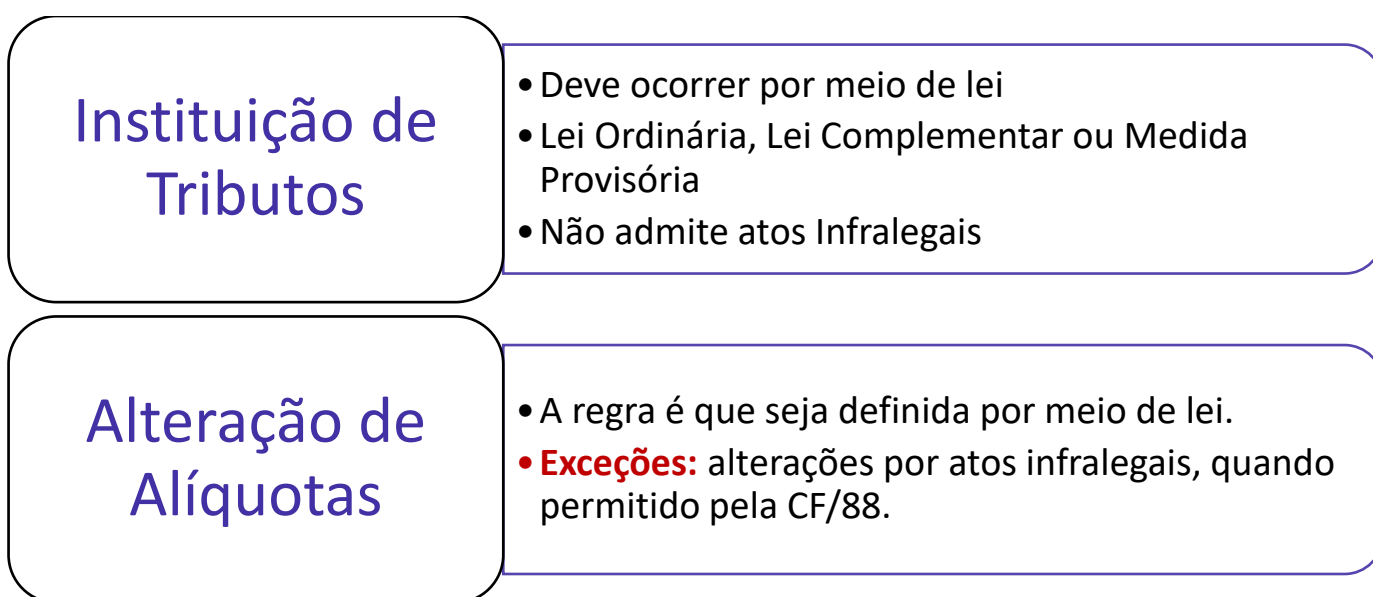 Instituição de
Tributos
•Deve ocorrer por meio de lei
•Lei Ordinária, Lei Complementar ou Medida
Provisória
•Não admite atos Infralegais
Alteração de
Alíquotas
•A regra é que seja definida por meio de lei.
•Exceções: alterações por atos infralegais, quando
permitido pela CF/88.